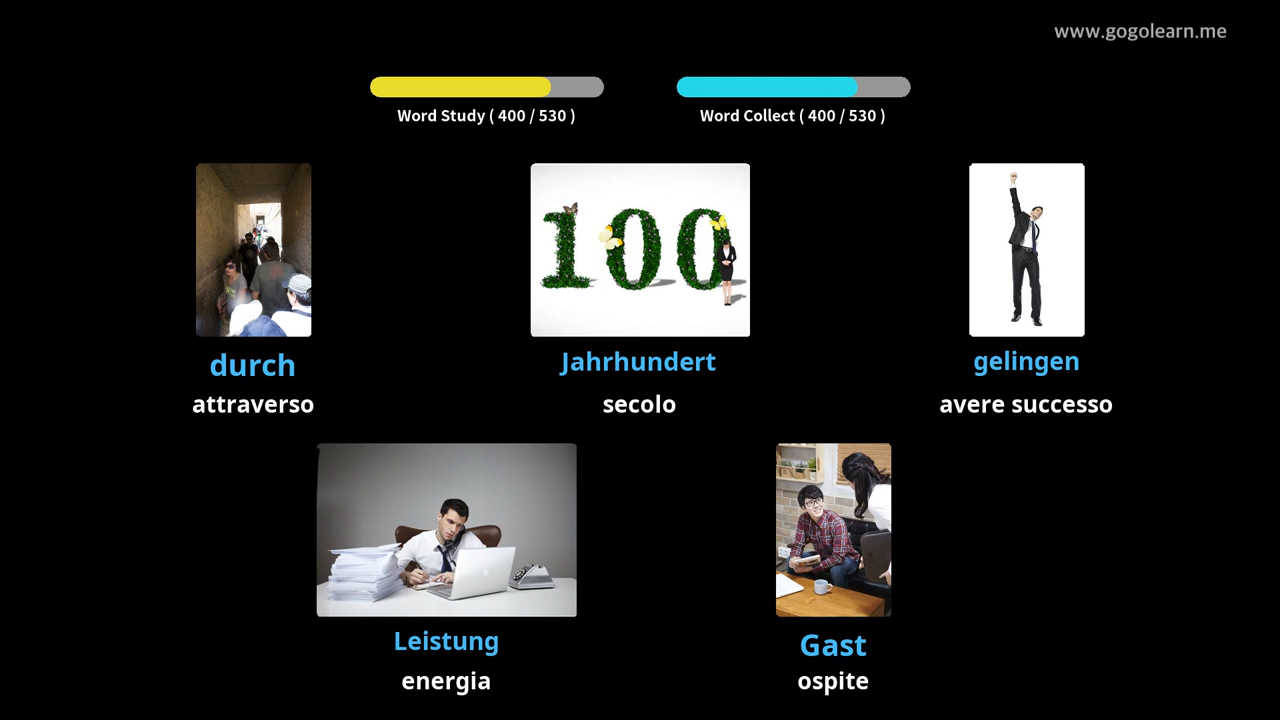 www.gogolearn.me
Word Study ( 400 / 530 )
Word Collect ( 400 / 530 )
100
durch
Jahrhundert
gelingen
attraverso
secolo
avere successo
Leistung
Gast
energia
ospite